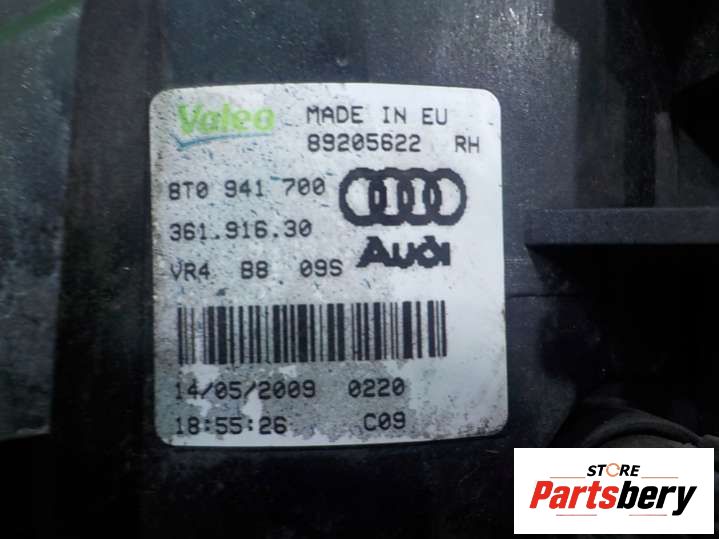 Valeo MADE IN EU
89205622 RH
8T0 941 700
361.916.30
VR4 B8 09S Audi
14/05/2009 0220
18:55:26 C09
STORE
Partsbery